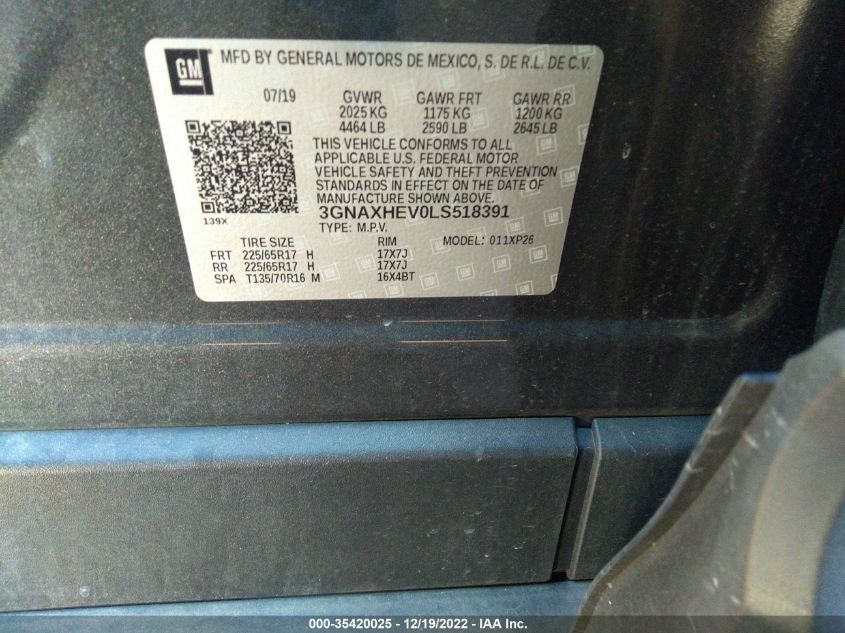 GM
MFD BY GENERAL MOTORS DE MEXICO, S. DE R.L. DE C.V.
07/19 GVWR GAWR FRT GAWR RR
2025 KG 1175 KG 1200 KG
4464 LB 2590 LB 2645 LB
THIS VEHICLE CONFORMS TO ALL
APPLICABLE U.S. FEDERAL MOTOR
VEHICLE SAFETY AND THEFT PREVENTION
STANDARDS IN EFFECT ON THE DATE OF
MANUFACTURE SHOWN ABOVE.
3GNAXHEV0LS518391
139X
TYPE: M.P.V.
TIRE SIZE RIM MODEL: 011XP26
FRT 225/65R17 H 17X7J
RR 225/65R17 H 17X7J
SPA T135/70R16 M 16X4BT
000-35420025 - 12/19/2022 - IAA Inc.